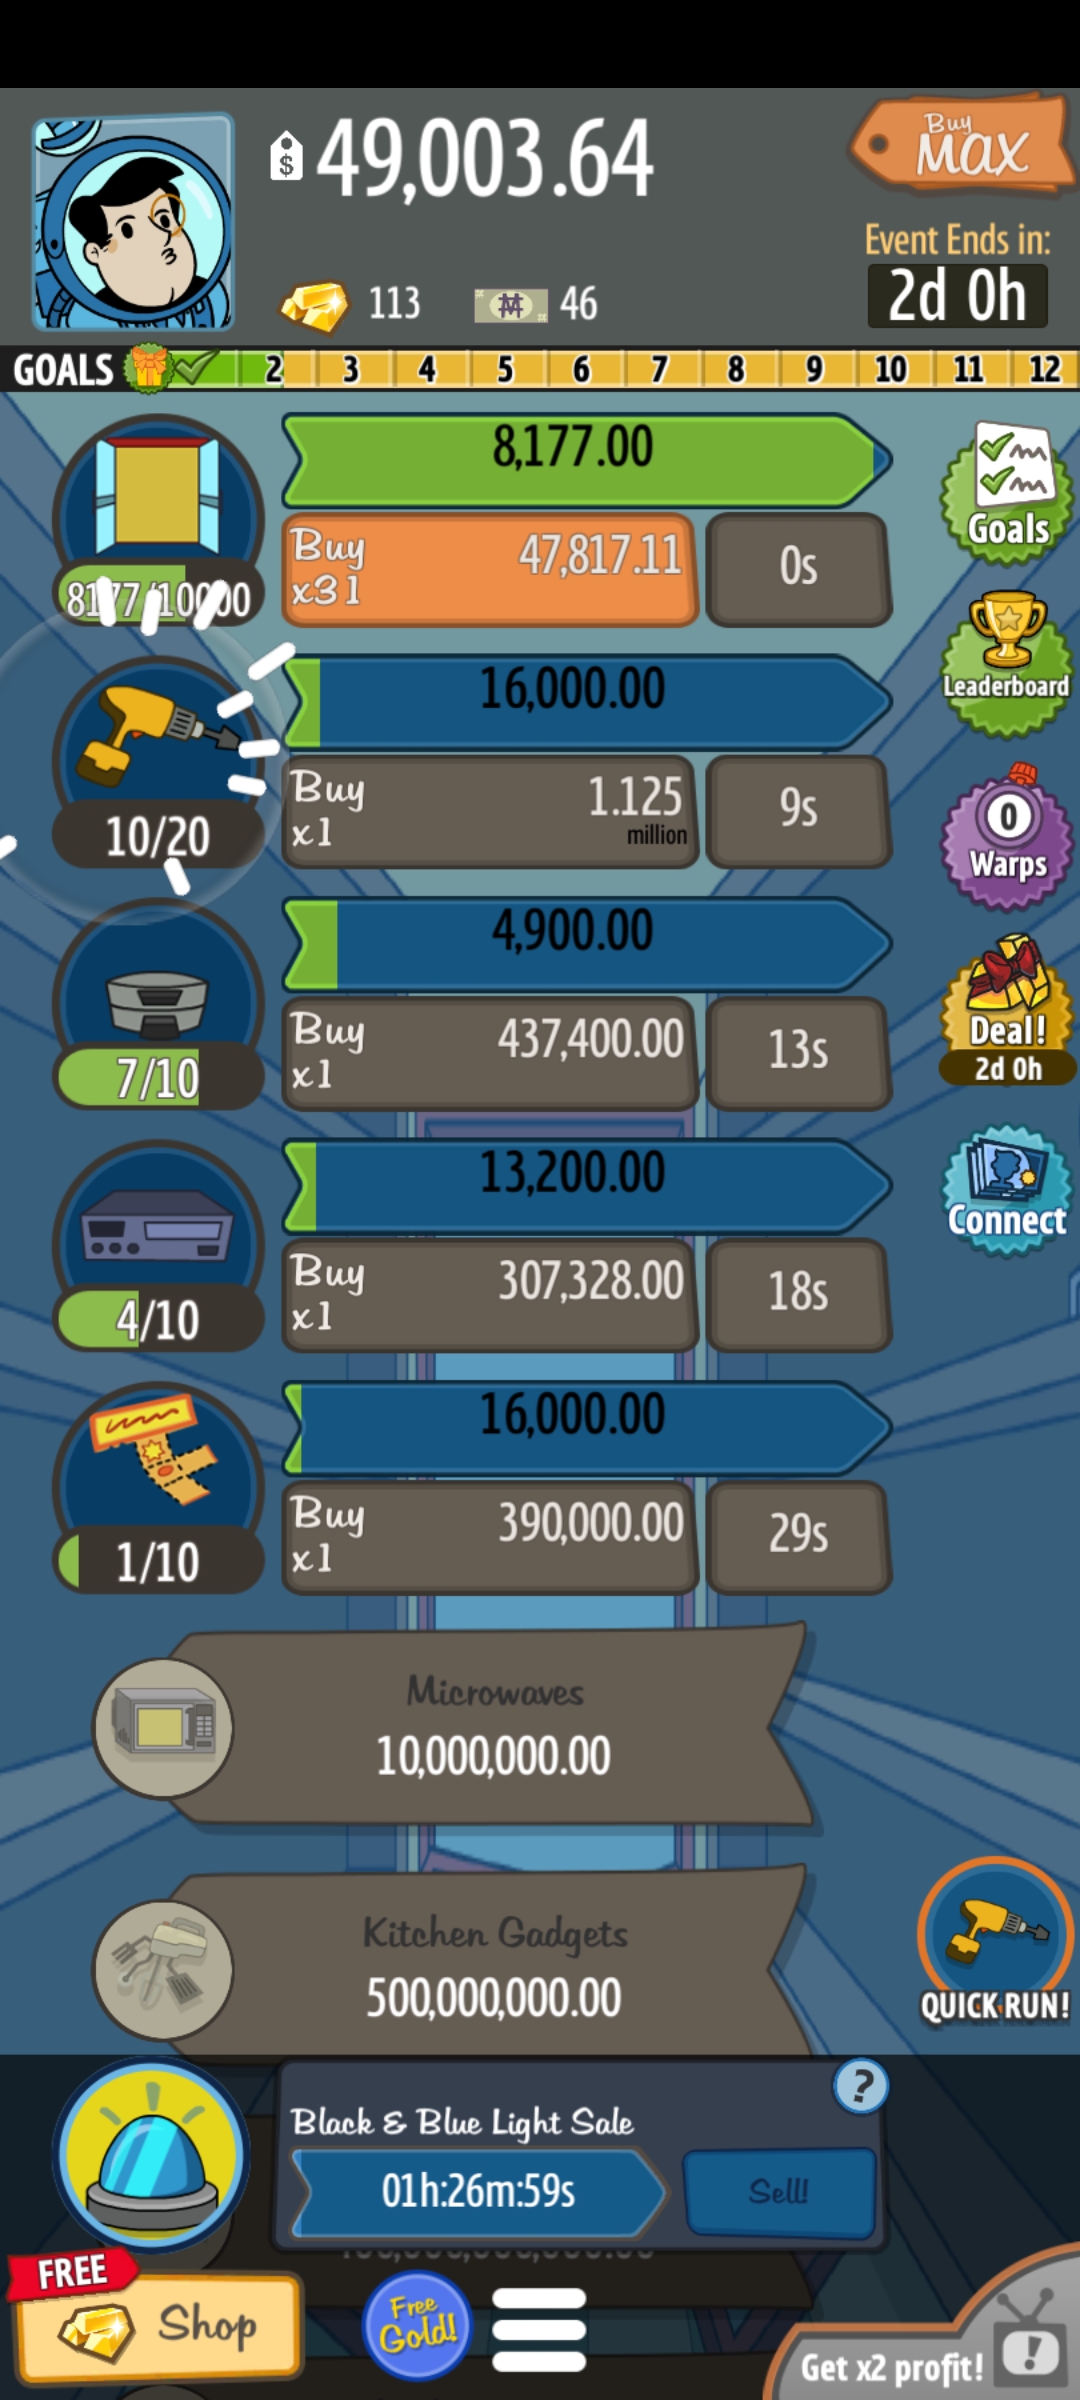 $ 49,003.64
Buy
MAX
Event Ends in:
2d 0h
113
46
GOALS 2 3 4 5 6 7 8 9 10 11 12
8,177.00
Buy
x31
47,817.11
0s
8177/10000
Goals
16,000.00
Leaderboard
Buy
x1
1.125
million
9s
10/20
0
Warps
4,900.00
Buy
x1
437,400.00
13s
7/10
Deal!
2d 0h
13,200.00
Connect
Buy
x1
307,328.00
18s
4/10
16,000.00
Buy
x1
390,000.00
29s
1/10
Microwaves
10,000,000.00
Kitchen Gadgets
500,000,000.00
QUICK RUN!
?
Black & Blue Light Sale
01h:26m:59s
Sell!
FREE
Shop
Free
Gold!
Get x2 profit!
!